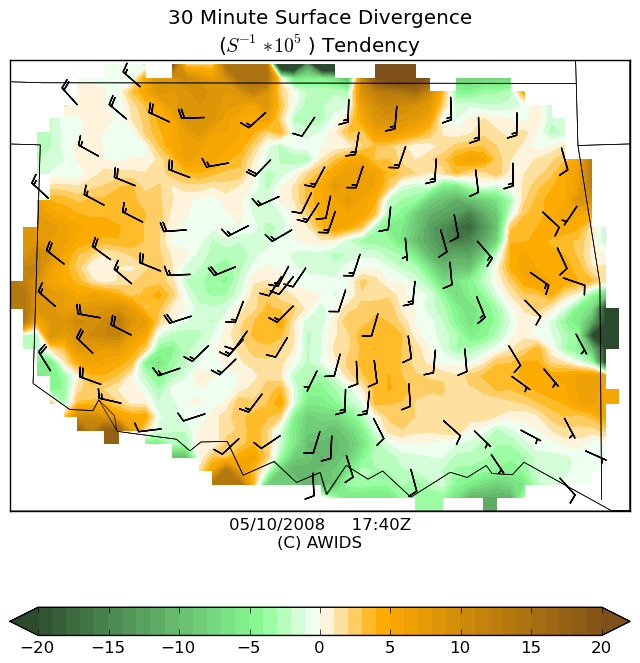 30 Minute Surface Divergence
(S⁻¹ *10⁵ ) Tendency
05/10/2008 17:40Z
(C) AWIDS
−20 −15 −10 −5 0 5 10 15 20